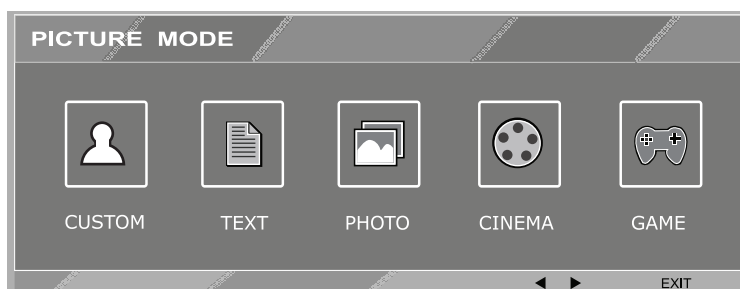 PICTURE MODE
CUSTOM TEXT PHOTO CINEMA GAME
◀ ▶ EXIT